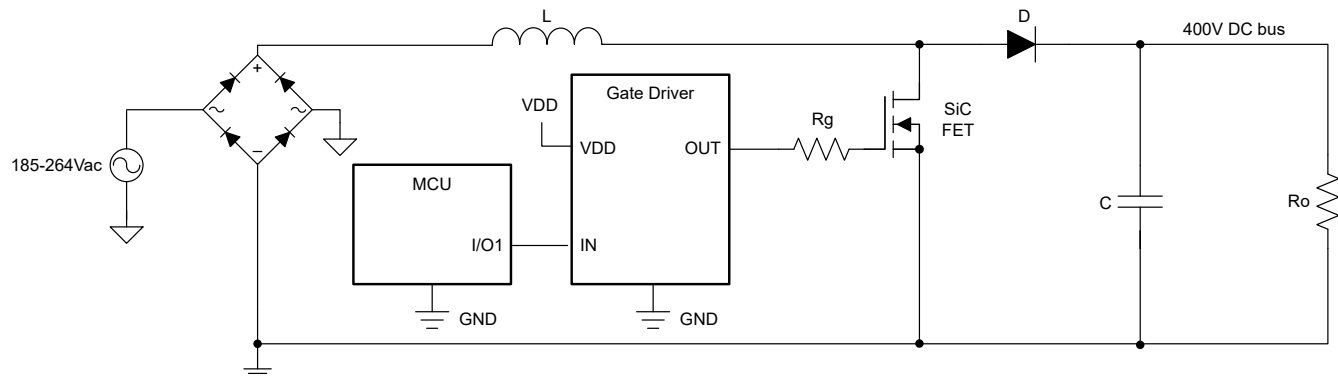 L
D
400V DC bus
+
Gate Driver
VDD
VDD
OUT
Rg
SiC
FET
185-264Vac
−
MCU
I/O1
IN
C
Ro
GND
GND